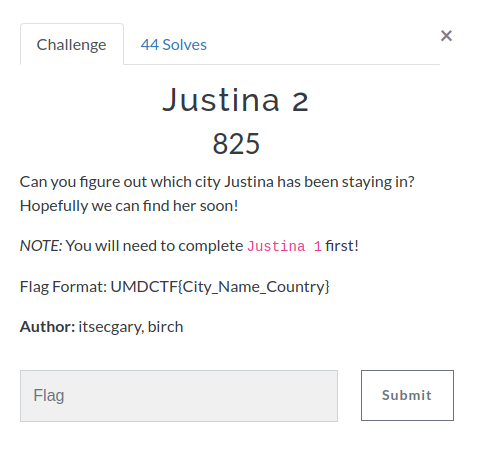 Challenge
44 Solves
×
Justina 2
825
Can you figure out which city Justina has been staying in?
Hopefully we can find her soon!
NOTE: You will need to complete Justina 1 first!
Flag Format: UMDCTF{City_Name_Country}
Author: itsecgary, birch
Flag
Submit